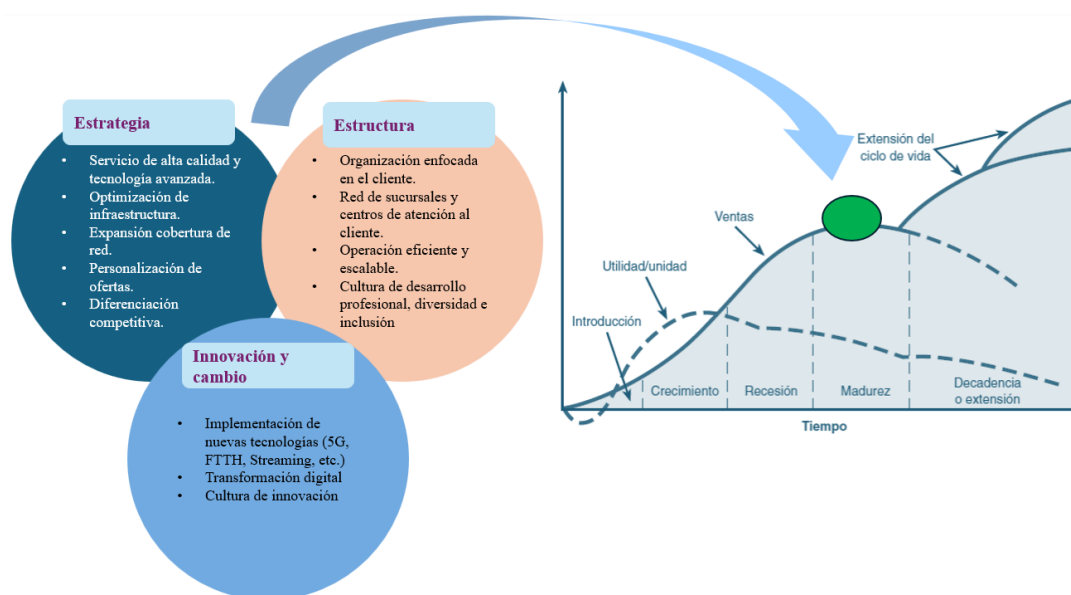 Estrategia
• Servicio de alta calidad y
tecnología avanzada.
• Optimización de
infraestructura.
• Expansión cobertura de
red.
• Personalización de
ofertas.
• Diferenciación
competitiva.
Estructura
• Organización enfocada
en el cliente.
• Red de sucursales y
centros de atención al
cliente.
• Operación eficiente y
escalable.
• Cultura de desarrollo
profesional, diversidad e
inclusión
Innovación y
cambio
• Implementación de
nuevas tecnologías (5G,
FTTH, Streaming, etc.)
• Transformación digital
• Cultura de innovación
Extensión del
ciclo de vida
Ventas
Utilidad/unidad
Introducción
Crecimiento
Recesión
Madurez
Decadencia
o extensión
Tiempo